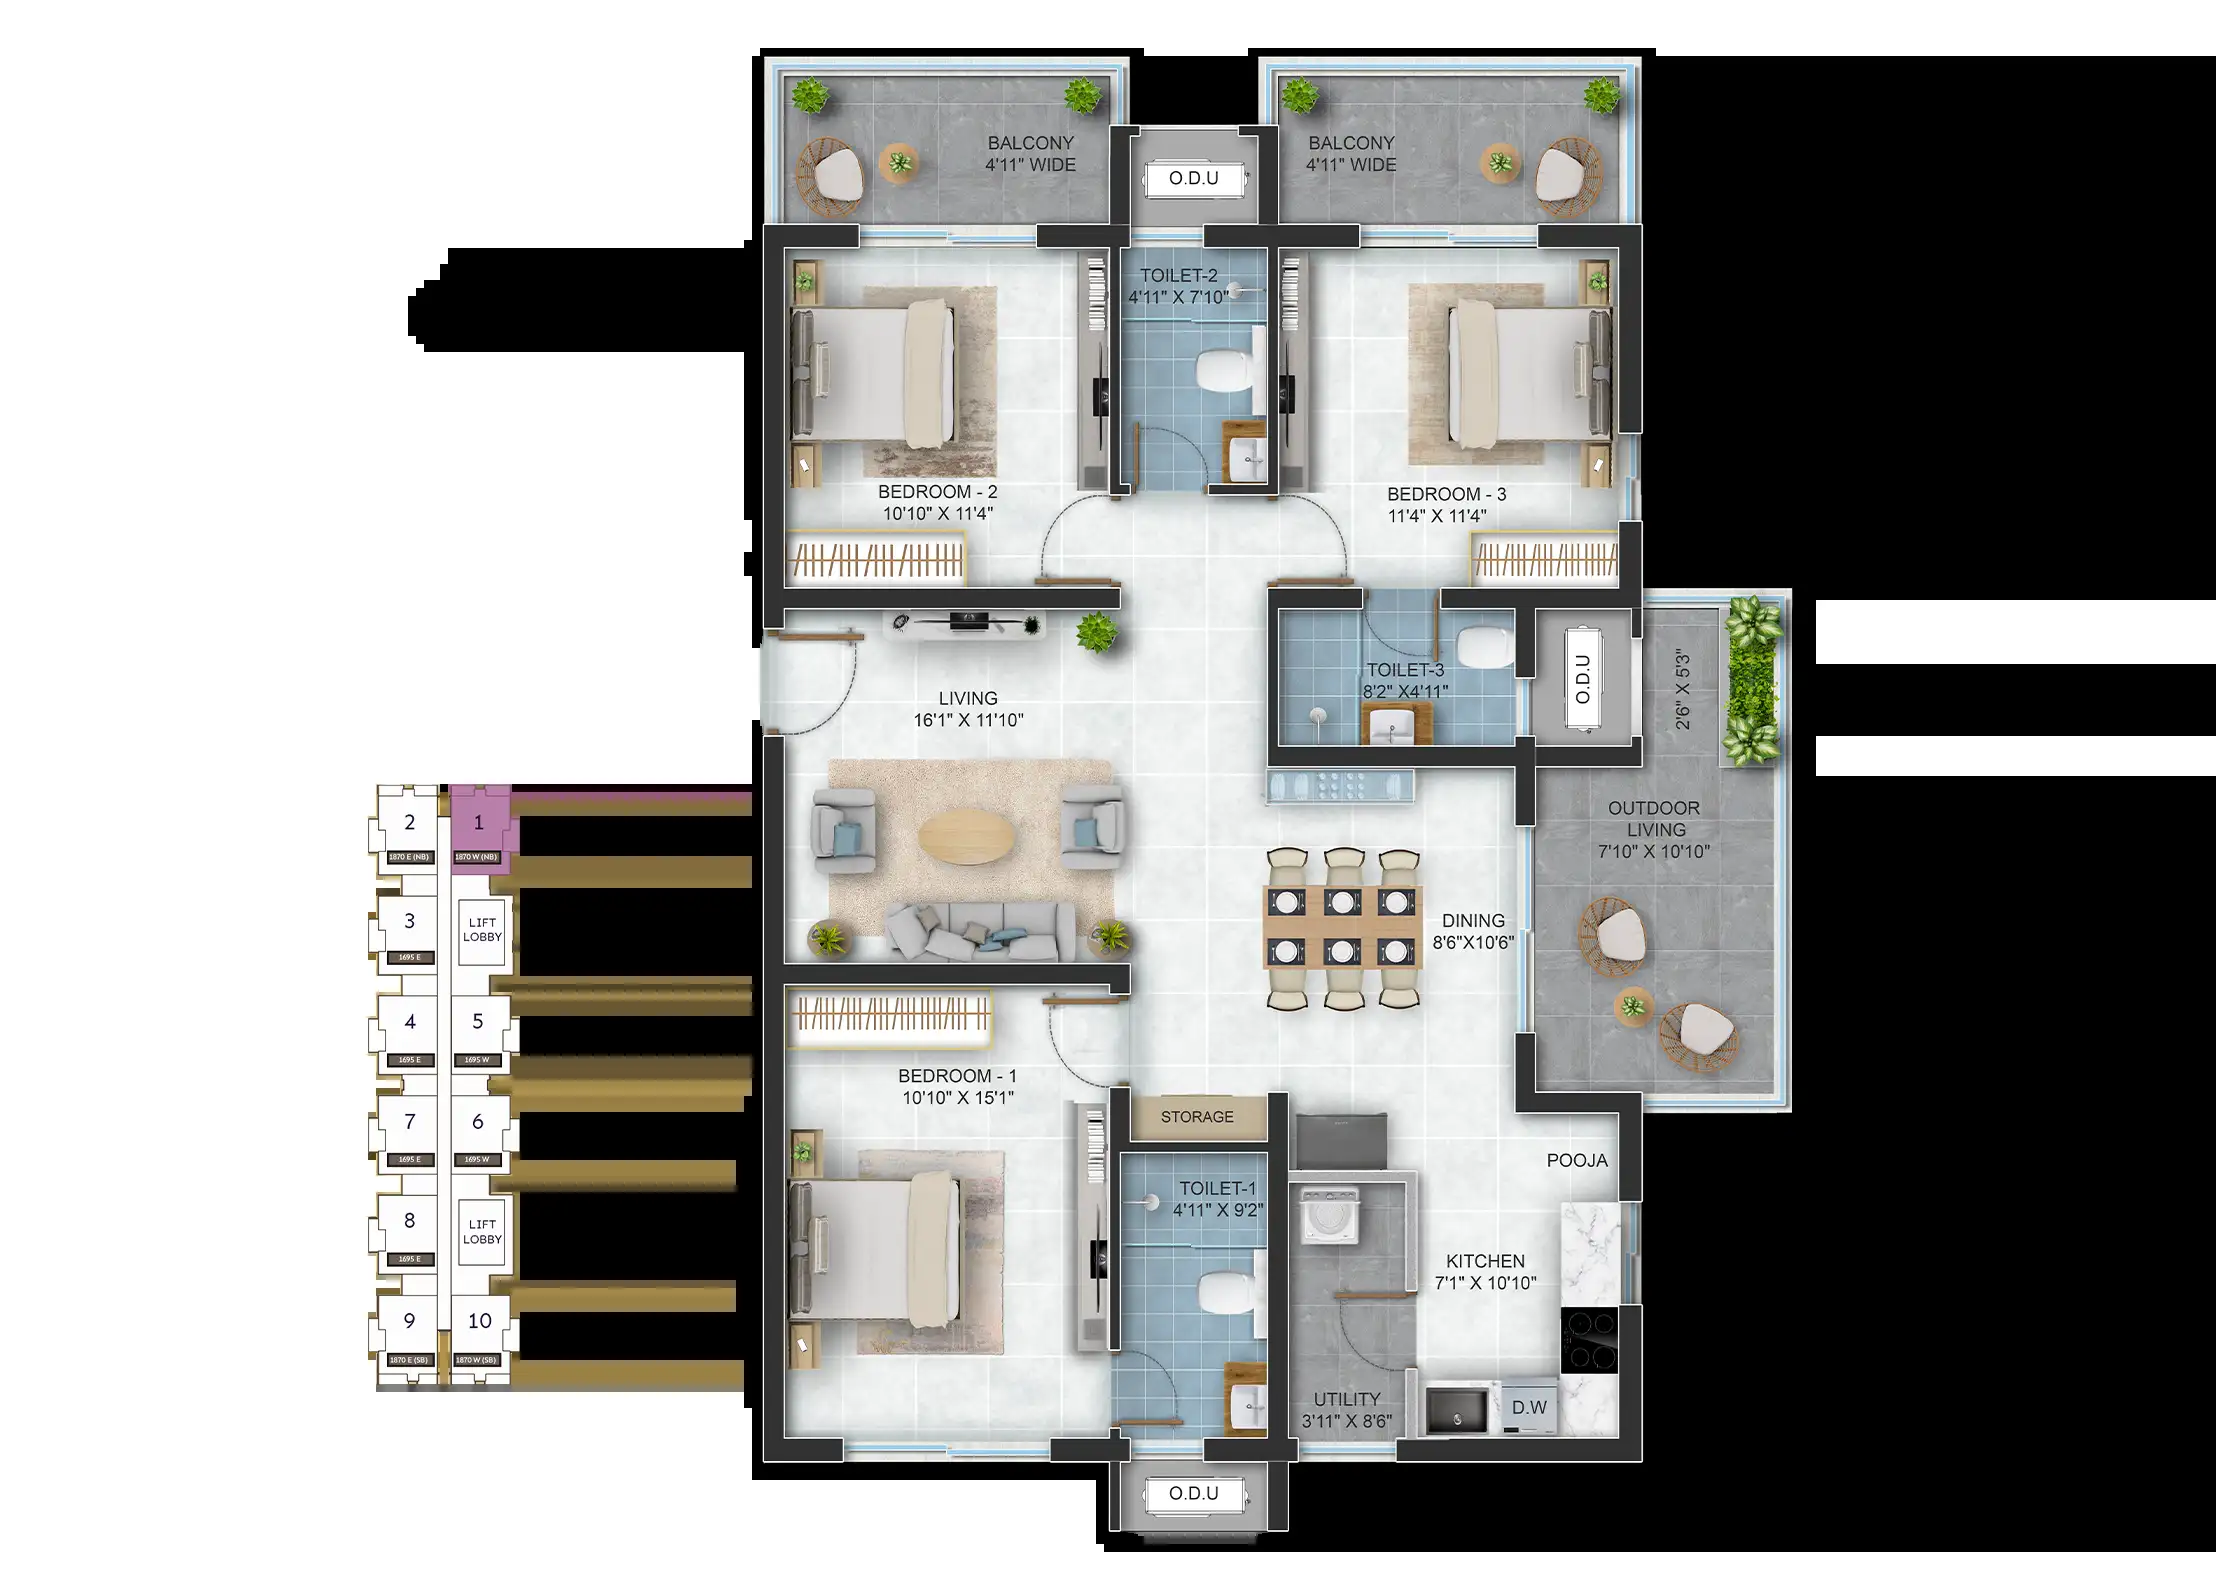 BALCONY
4'11" WIDE
O.D.U
BALCONY
4'11" WIDE
TOILET-2
4'11" X 7'10"
BEDROOM - 2
10'10" X 11'4"
BEDROOM - 3
11'4" X 11'4"
LIVING
16'1" X 11'10"
TOILET-3
8'2" X4'11"
O.D.U
2'6" X 5'3"
OUTDOOR
LIVING
7'10" X 10'10"
DINING
8'6"X10'6"
BEDROOM - 1
10'10" X 15'1"
STORAGE
POOJA
TOILET-1
4'11" X 9'2"
KITCHEN
7'1" X 10'10"
UTILITY
3'11" X 8'6"
D.W
O.D.U
2
1870 E (NB)
1
1870 W (NB)
3
1695 E
LIFT
LOBBY
4
1695 E
5
1695 W
7
1695 E
6
1695 W
8
1695 E
LIFT
LOBBY
9
1870 E (SB)
10
1870 W (SB)